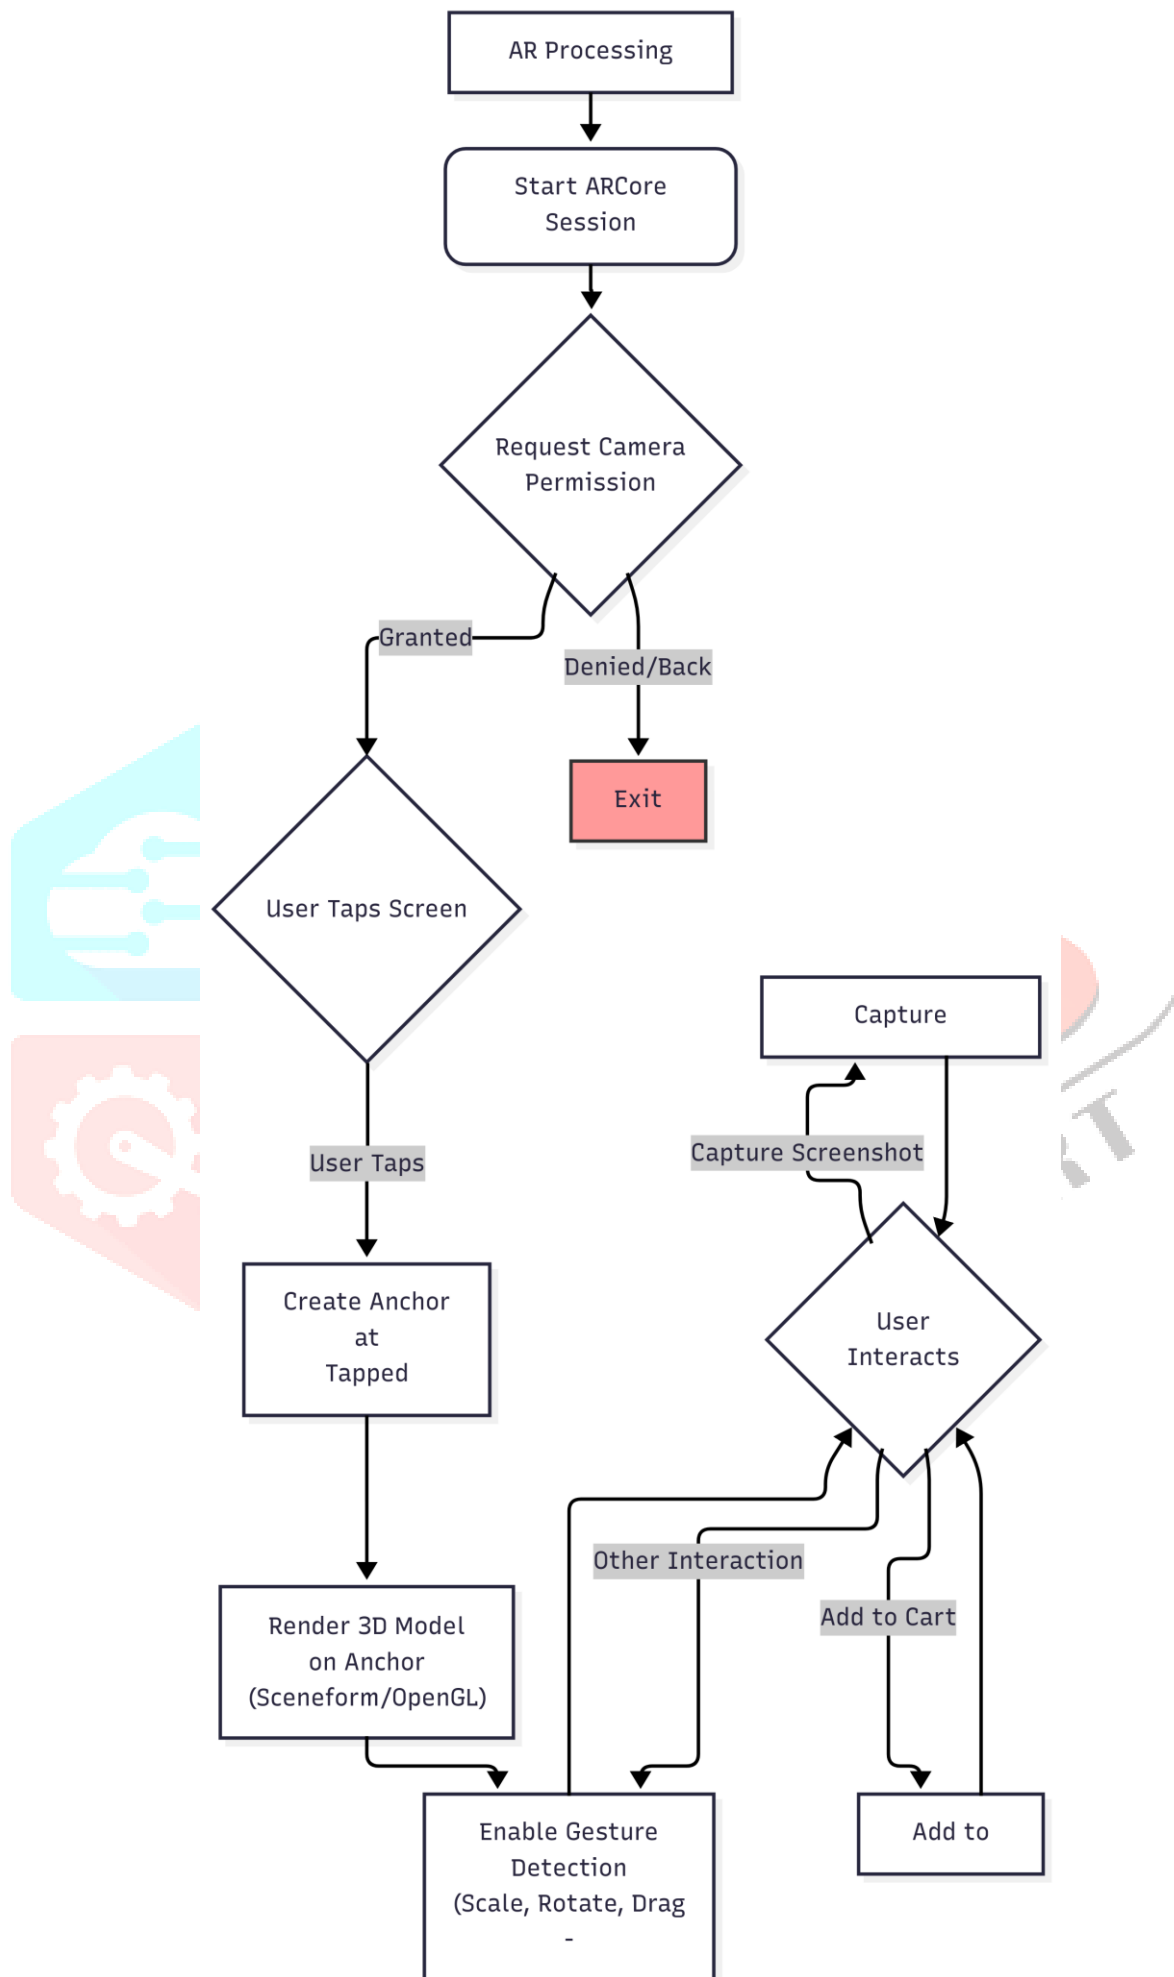 AR Processing
Start ARCore
Session
Request Camera
Permission
Granted
Denied/Back
Exit
User Taps Screen
User Taps
Create Anchor
at
Tapped
Render 3D Model
on Anchor
(Sceneform/OpenGL)
Capture
Capture Screenshot
User
Interacts
Other Interaction
Add to Cart
Enable Gesture
Detection
(Scale, Rotate, Drag
-
Add to